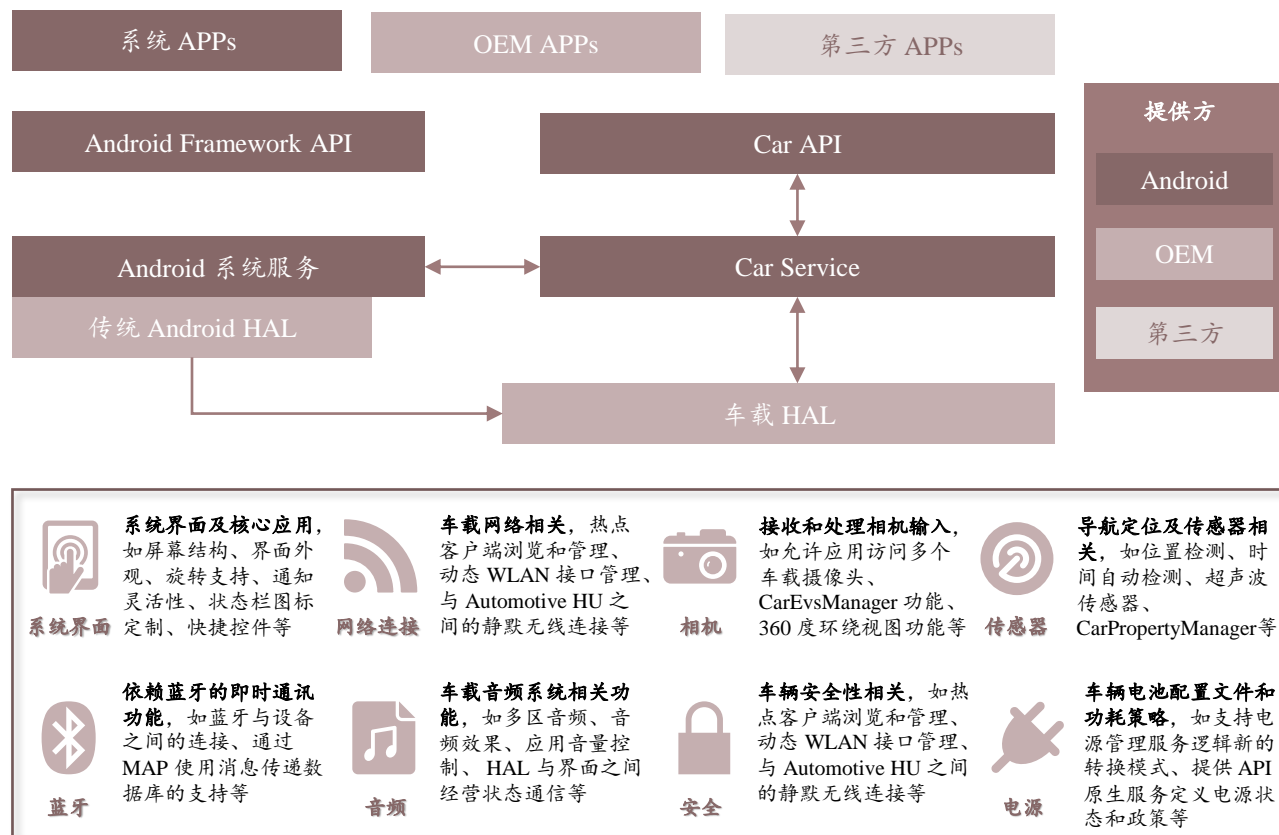 系统 APPs
OEM APPs
第三方 APPs
Android Framework API
Car API
Android 系统服务
Car Service
传统 Android HAL
车载 HAL
提供方
Android
OEM
第三方
系统界面
系统界面及核心应用，
如屏幕结构、界面外
观、旋转支持、通知
灵活性、状态栏图标
定制、快捷控件等
网络连接
车载网络相关，热点
客户端浏览和管理、
动态 WLAN 接口管理、
与 Automotive HU 之
间的静默无线连接等
相机
接收和处理相机输入，
如允许应用访问多个
车载摄像头、
CarEvsManager 功能、
360 度环绕视图功能等
传感器
导航定位及传感器相
关，如位置检测、时
间自动检测、超声波
传感器、
CarPropertyManager等
蓝牙
依赖蓝牙的即时通讯
功能，如蓝牙与设备
之间的连接、通过
MAP 使用消息传递数
据库的支持等
音频
车载音频系统相关功
能，如多区音频、音
频效果、应用音量控
制、 HAL 与界面之间
经营状态通信等
安全
车辆安全性相关，如热
点客户端浏览和管理、
动态 WLAN 接口管理、
与 Automotive HU 之间
的静默无线连接等
电源
车辆电池配置文件和
功耗策略，如支持电
源管理服务逻辑新的
转换模式、提供 API
原生服务定义电源状
态和政策等